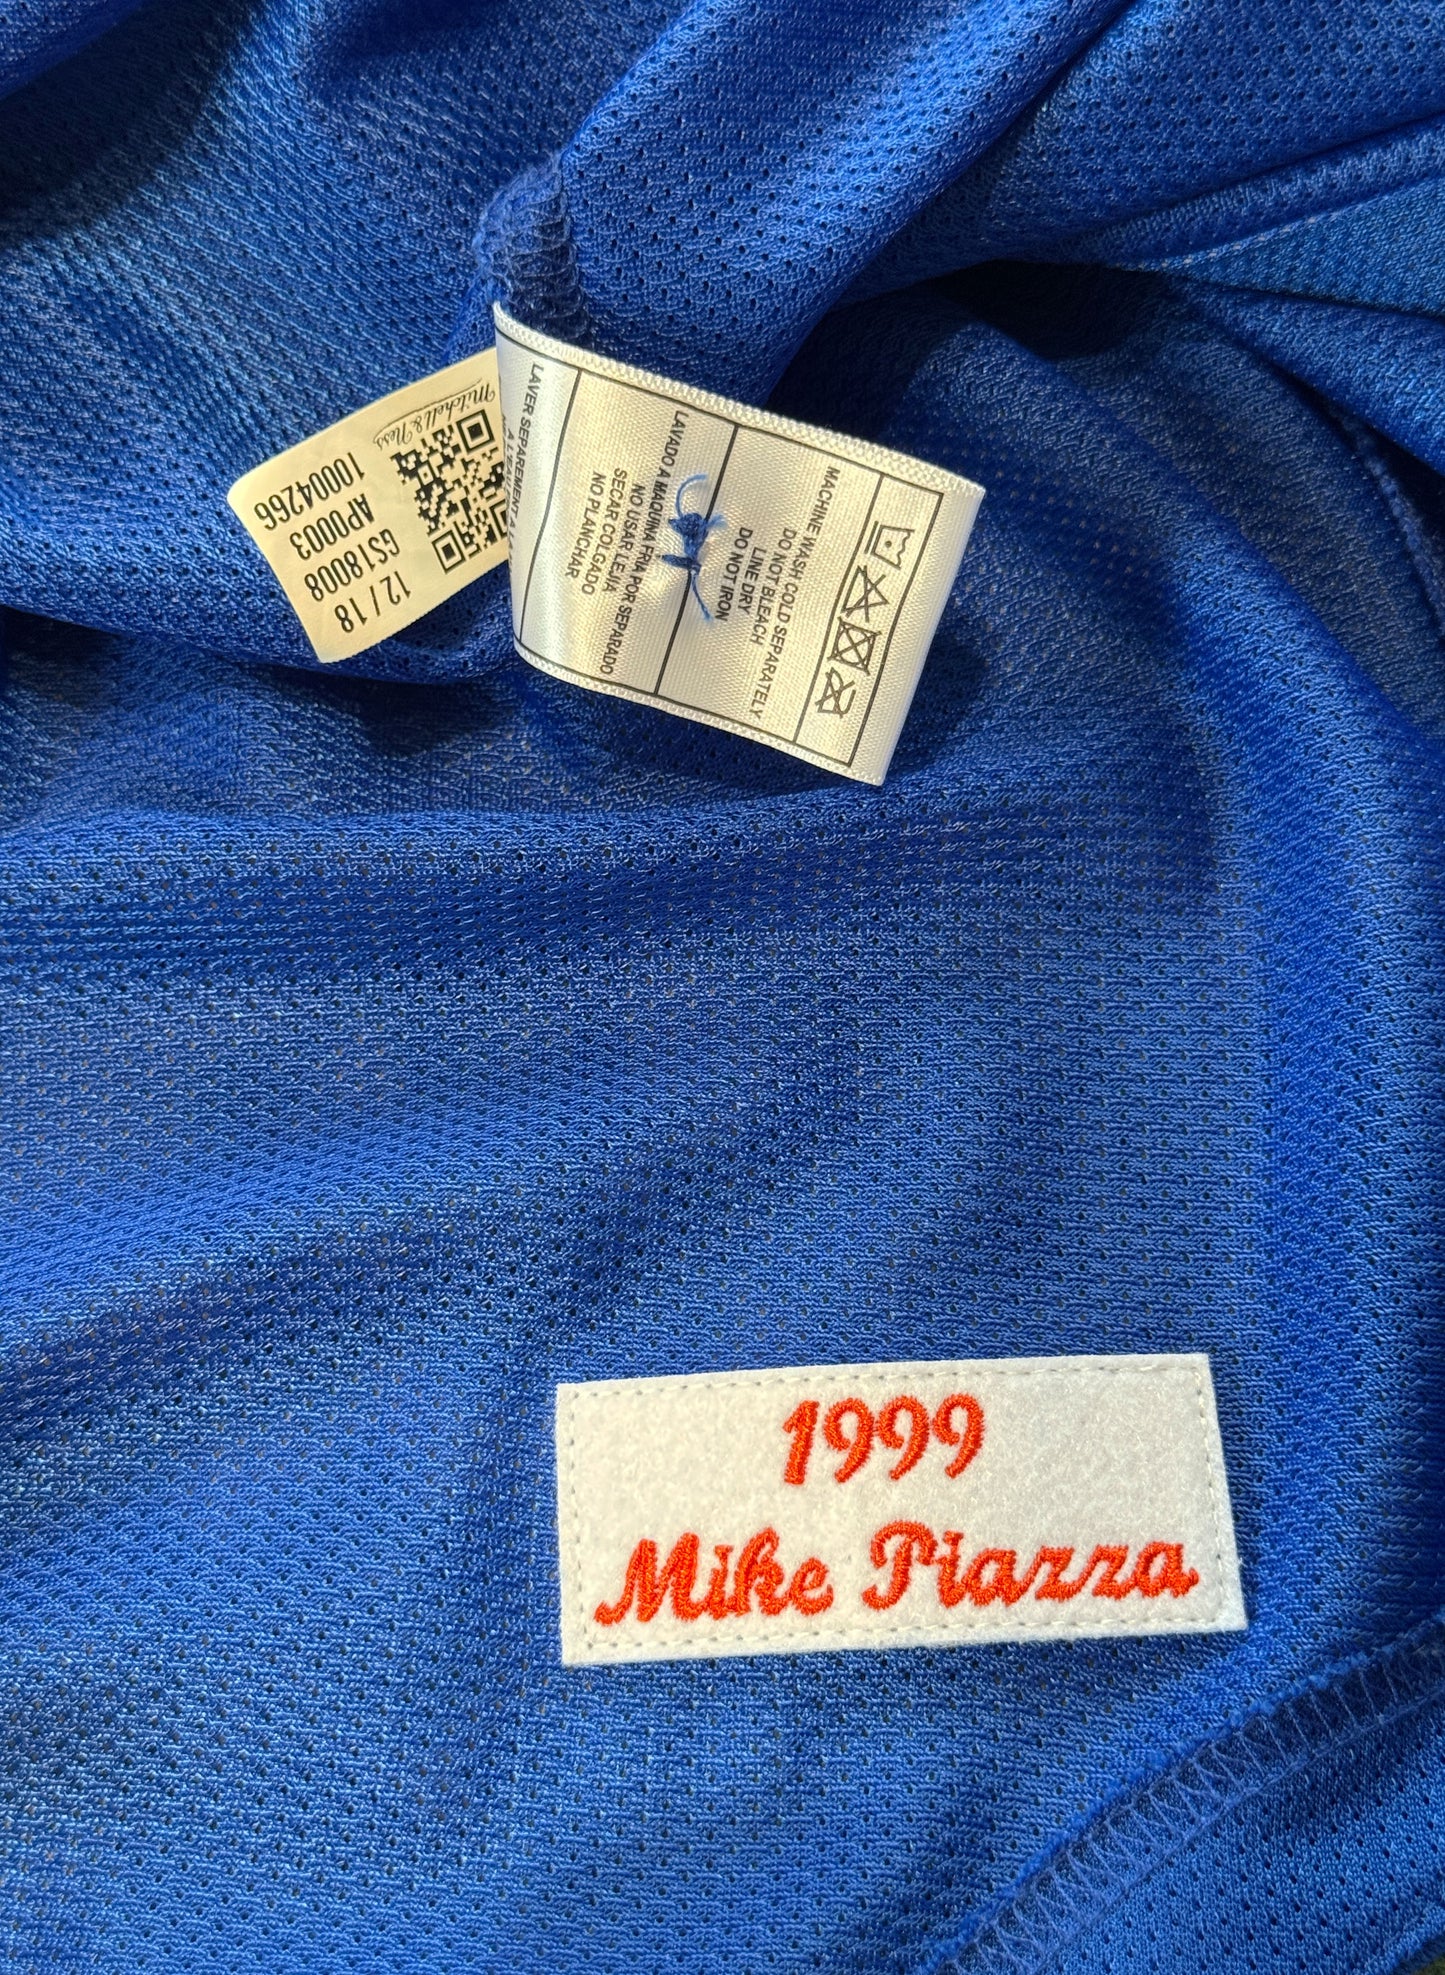 Mitchell & Ness
10004266
AP0003
GS18008
12/18
LAVER SEPAREMENT A L'
LAVADO A MAQUINA FRIA POR SEPARADO
NO USAR LEJIA
SECAR COLGADO
NO PLANCHAR
MACHINE WASH COLD SEPARATELY
DO NOT BLEACH
LINE DRY
DO NOT IRON
1999
Mike Piazza